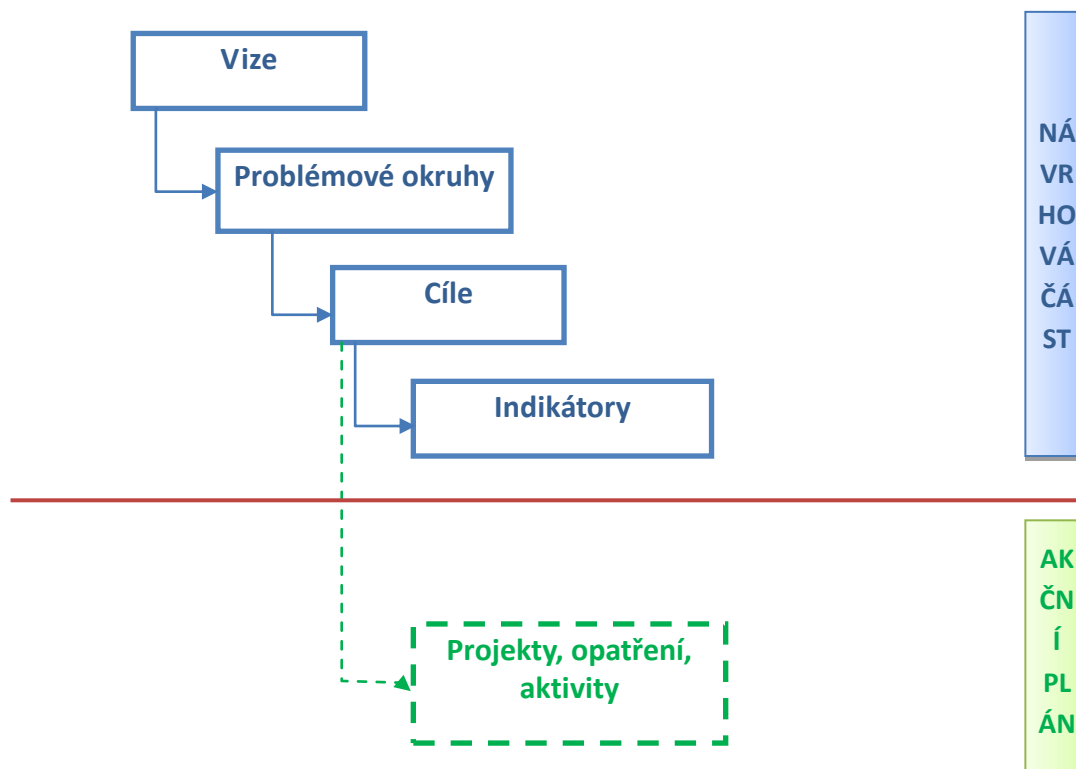 Vize
Problémové okruhy
Cíle
Indikátory
NÁ
VR
HO
VÁ
ČÁ
ST
Projekty, opatření,
aktivity
AK
ČN
Í
PL
ÁN